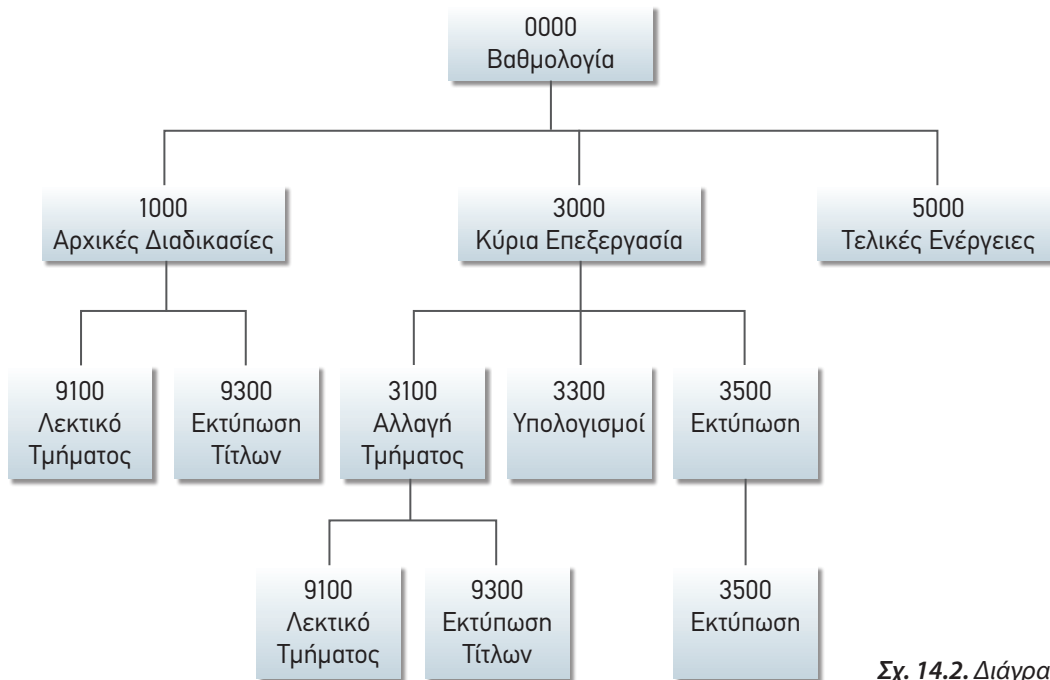 0000
Βαθμολογία
1000
Αρχικές Διαδικασίες
3000
Κύρια Επεξεργασία
5000
Τελικές Ενέργειες
9100
Λεκτικό
Τμήματος
9300
Εκτύπωση
Τίτλων
3100
Αλλαγή
Τμήματος
3300
Υπολογισμοί
3500
Εκτύπωση
9100
Λεκτικό
Τμήματος
9300
Εκτύπωση
Τίτλων
3500
Εκτύπωση
Σχ. 14.2. Διάγρα